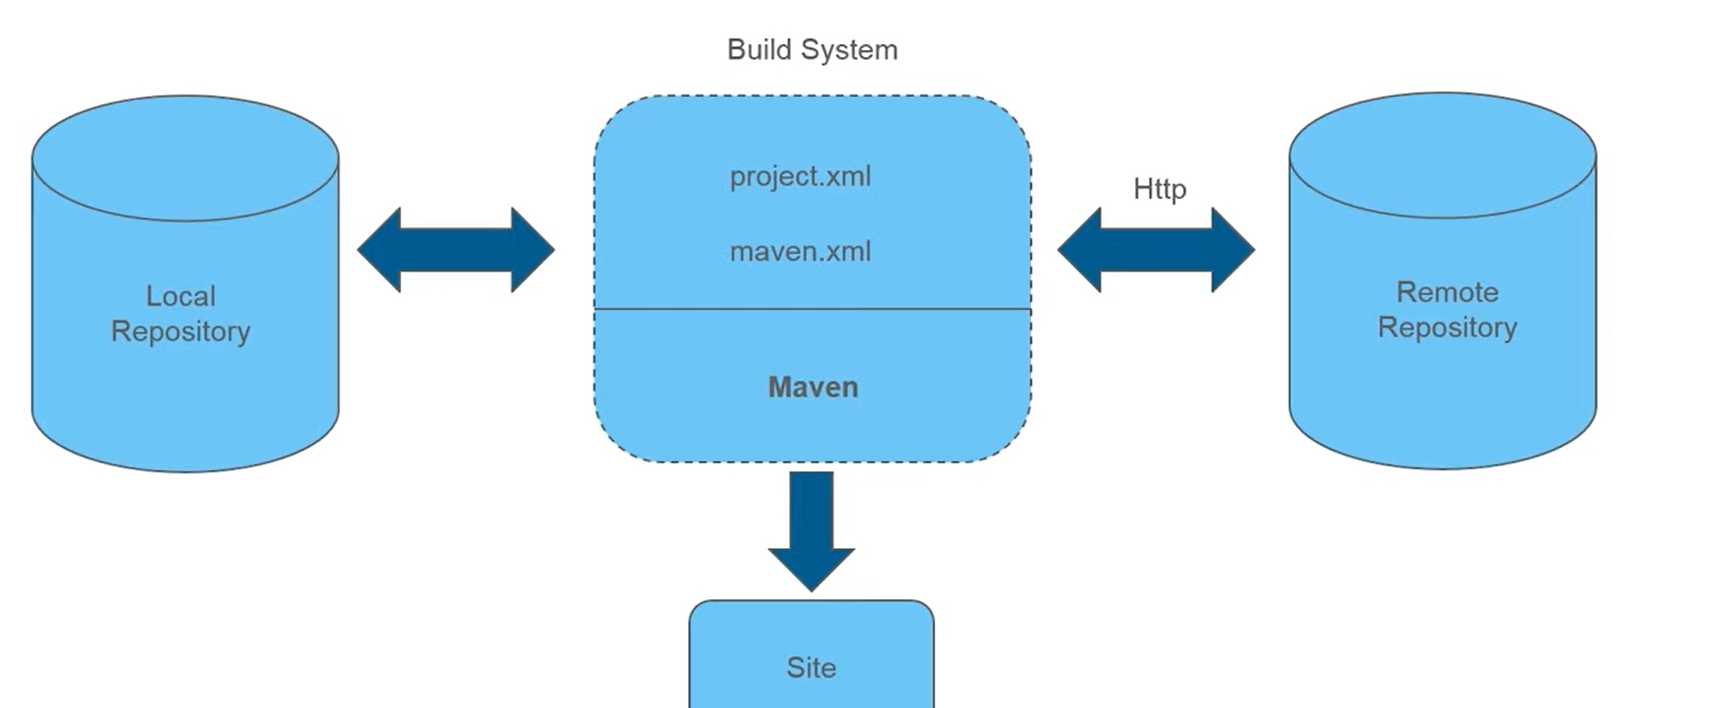 Build System
project.xml
Http
maven.xml
Local
Repository
Remote
Repository
Maven
Site